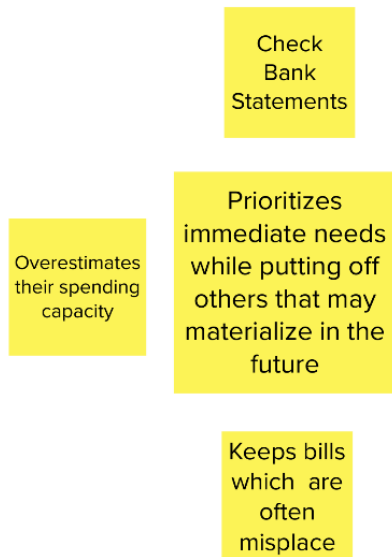 Check
Bank
Statements
Prioritizes
immediate needs
while putting off
others that may
materialize in the
future
Overestimates
their spending
capacity
Keeps bills
which are
often
misplace